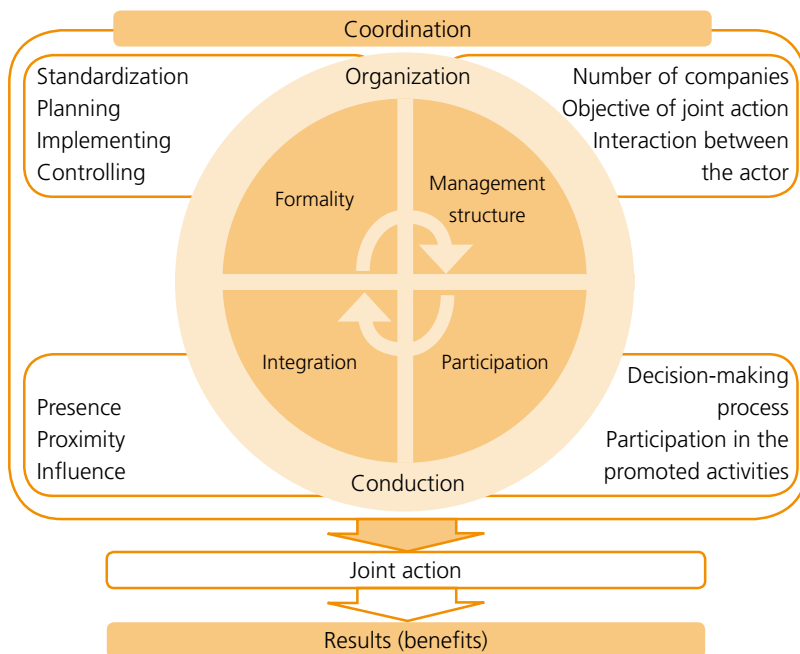 Coordination
Standardization
Planning
Implementing
Controlling
Organization
Number of companies
Objective of joint action
Interaction between
the actor
Formality
Management
structure
Integration
Participation
Presence
Proximity
Influence
Decision-making
process
Participation in the
promoted activities
Conduction
Joint action
Results (benefits)